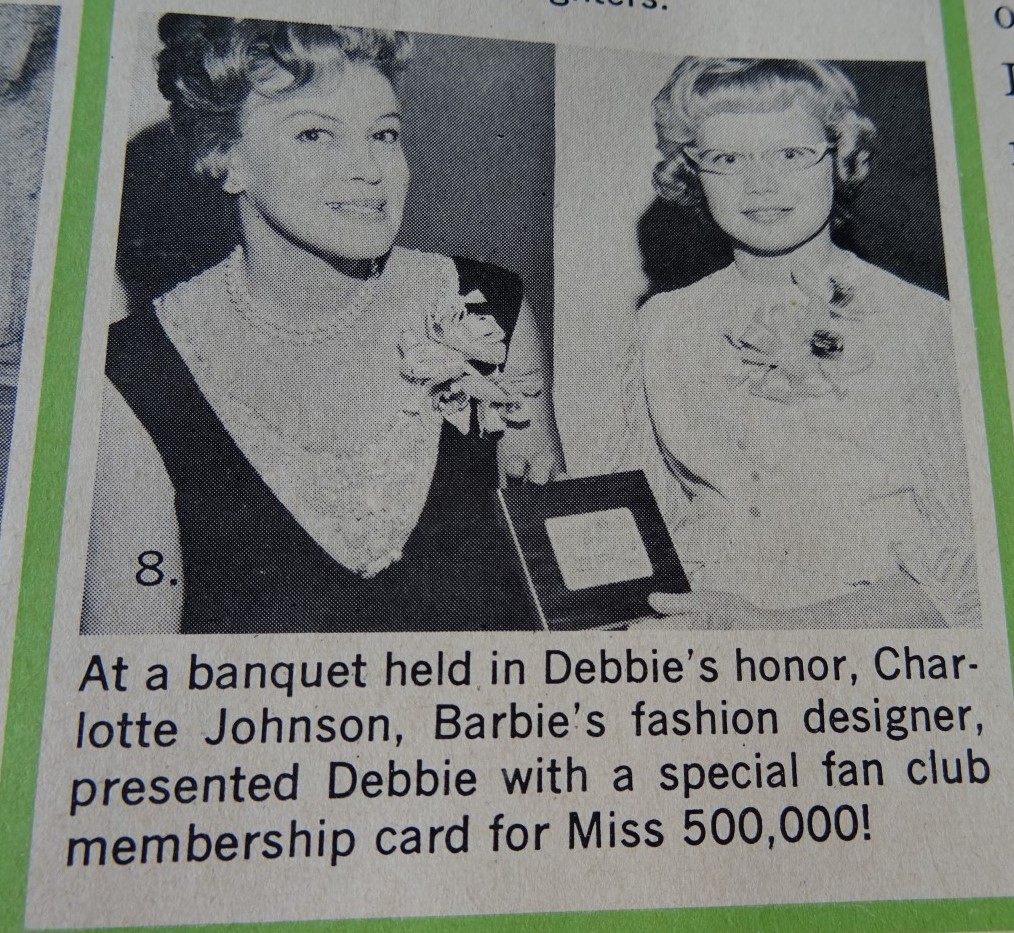 8.
At a banquet held in Debbie's honor, Char-
lotte Johnson, Barbie's fashion designer,
presented Debbie with a special fan club
membership card for Miss 500,000!